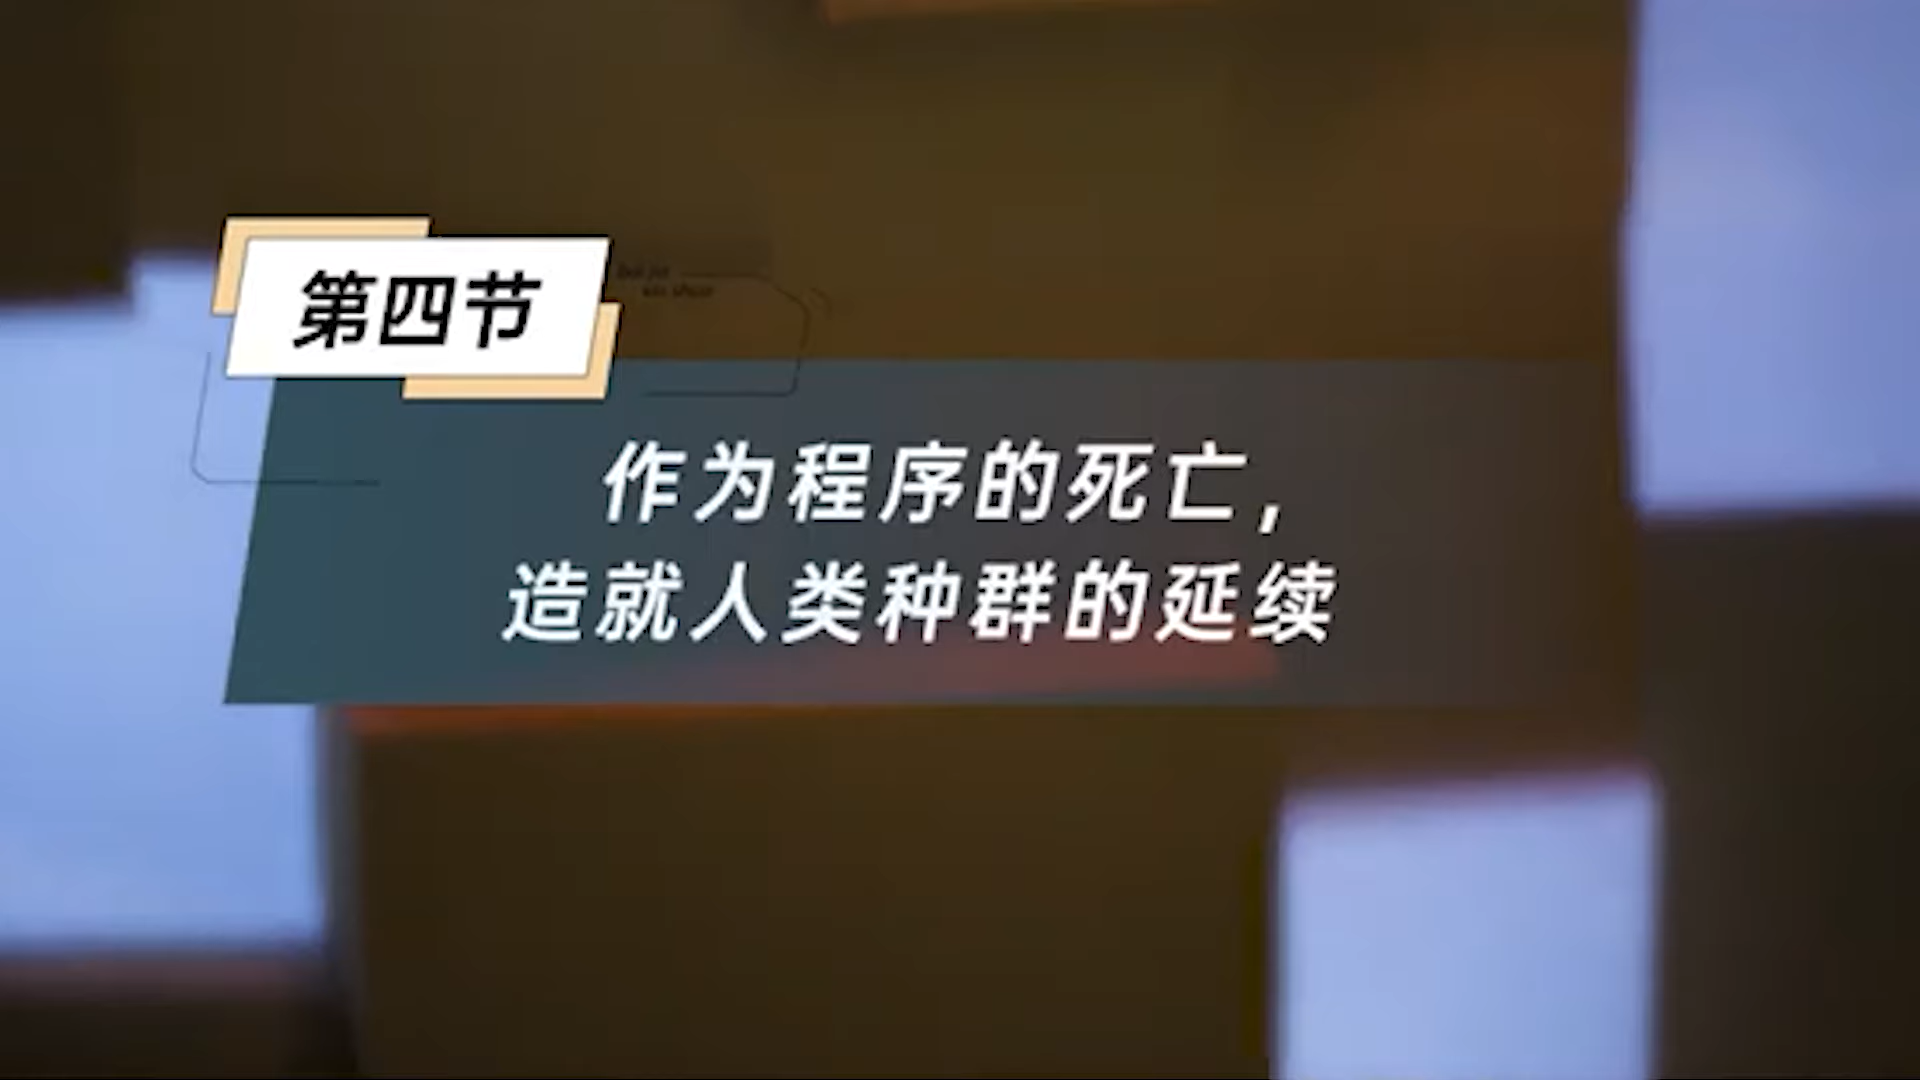 第四节
作为程序的死亡，
造就人类种群的延续